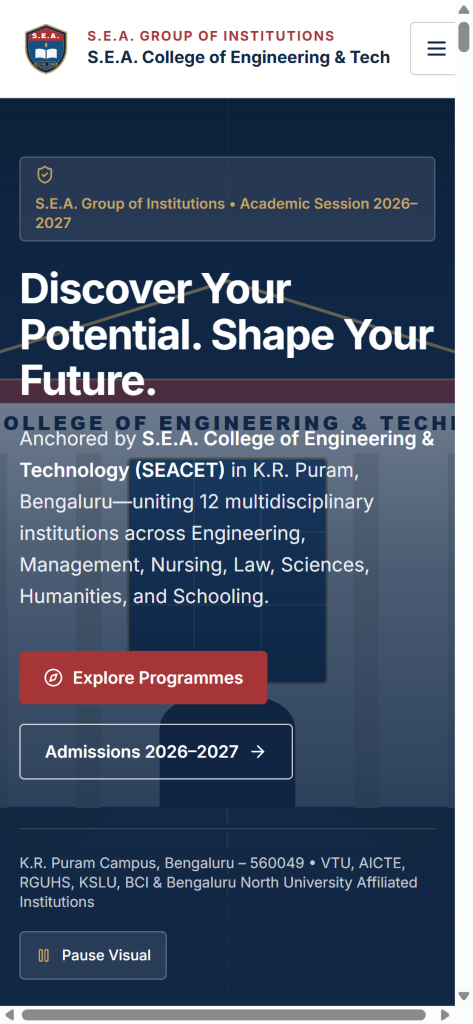 S.E.A.
S.E.A. GROUP OF INSTITUTIONS
S.E.A. College of Engineering & Tech
S.E.A. Group of Institutions • Academic Session 2026–
2027
Discover Your
Potential. Shape Your
Future.
OLLEGE OF ENGINEERING & TECH
Anchored by S.E.A. College of Engineering &
Technology (SEACET) in K.R. Puram,
Bengaluru—uniting 12 multidisciplinary
institutions across Engineering,
Management, Nursing, Law, Sciences,
Humanities, and Schooling.
Explore Programmes
Admissions 2026–2027 →
K.R. Puram Campus, Bengaluru – 560049 • VTU, AICTE,
RGUHS, KSLU, BCI & Bengaluru North University Affiliated
Institutions
Pause Visual